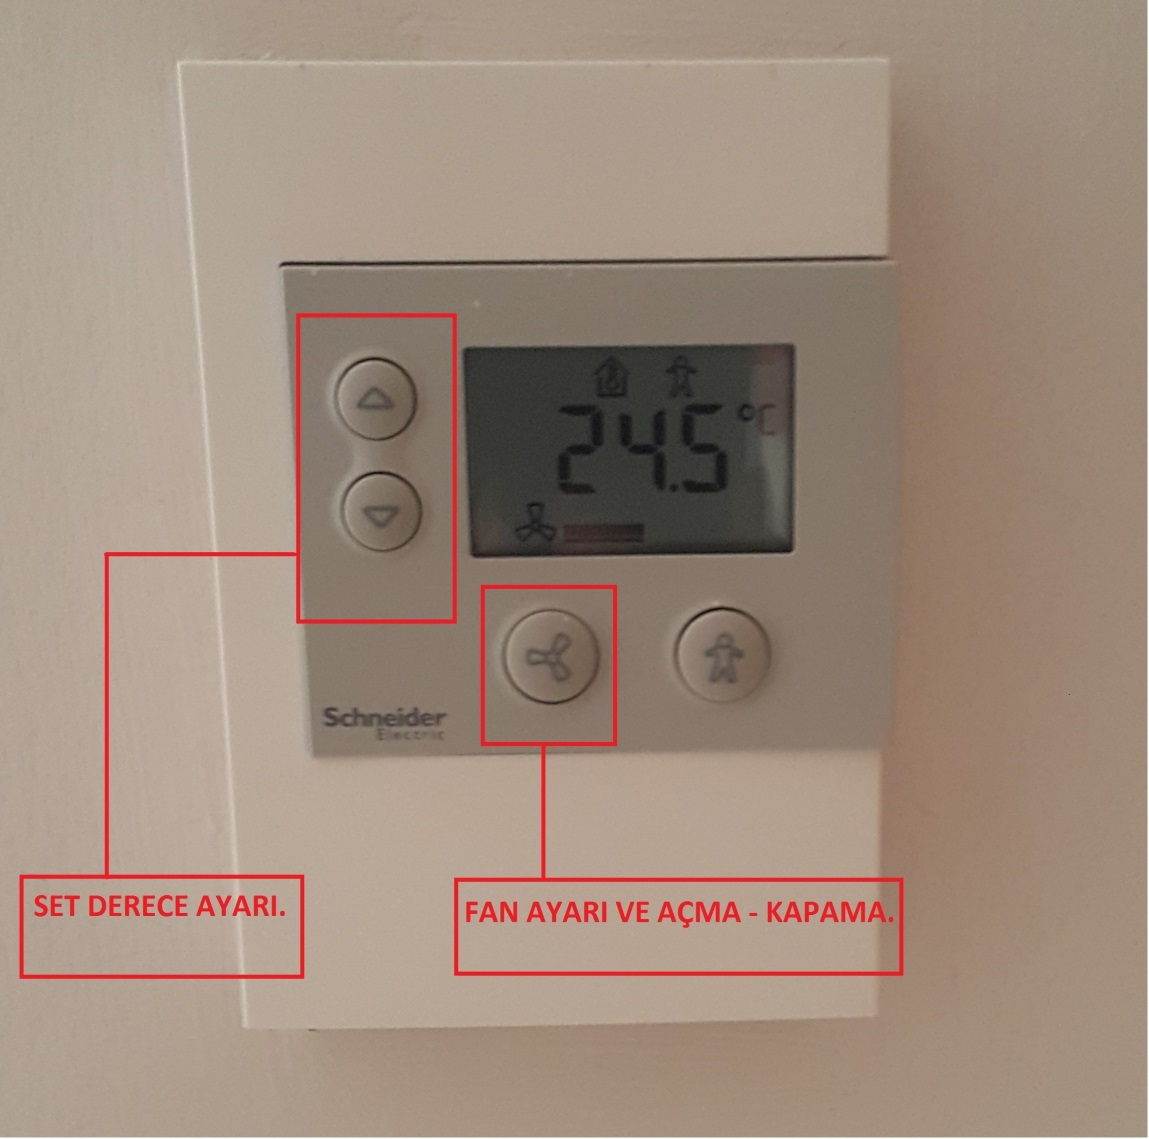 24.5 °C
Schneider
Electric
SET DERECE AYARI.
FAN AYARI VE AÇMA - KAPAMA.